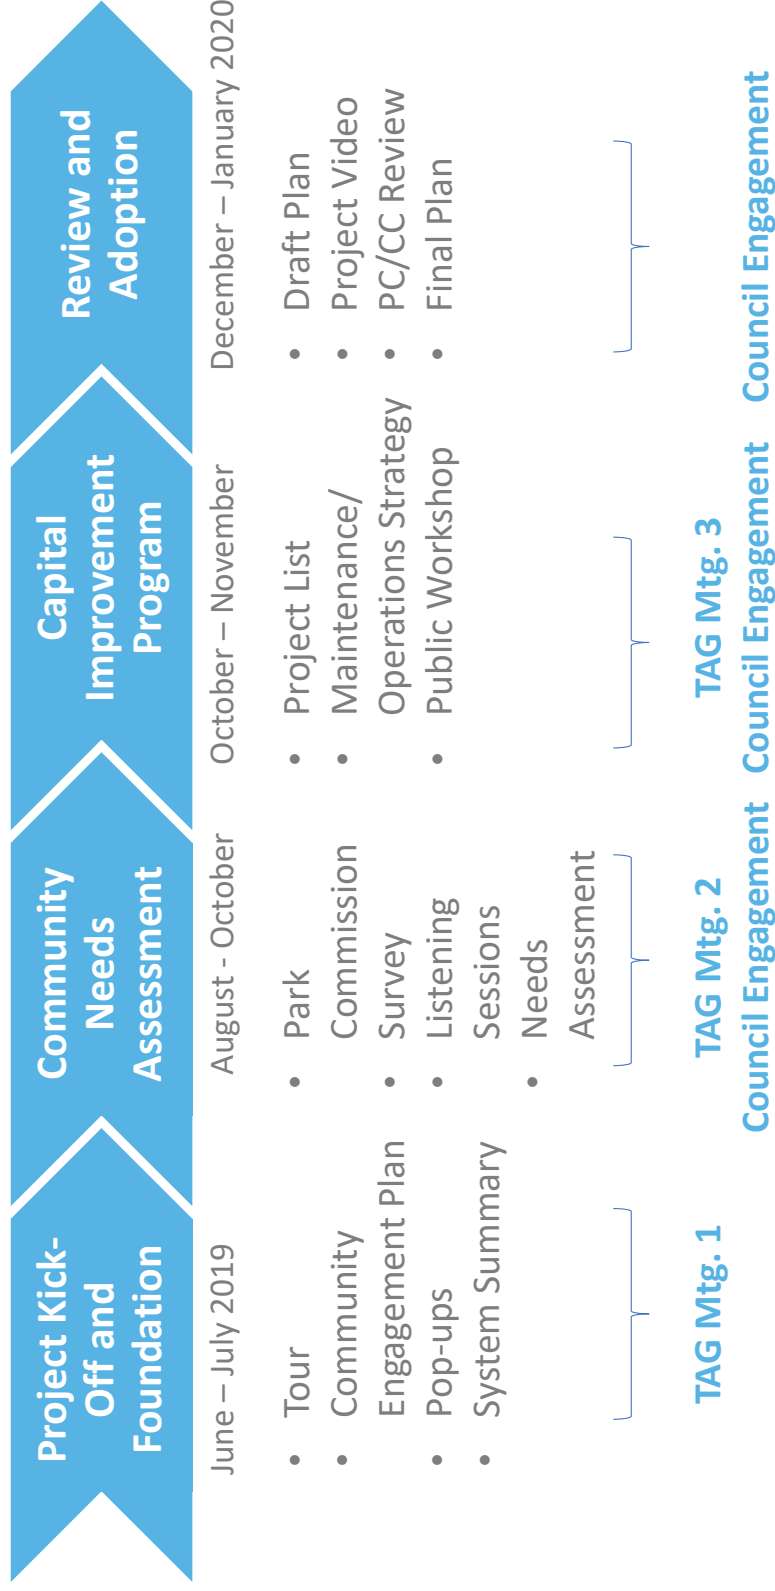 Project Kick-
Off and
Foundation
June – July 2019
• Tour
• Community
Engagement Plan
• Pop-ups
• System Summary
TAG Mtg. 1
Community
Needs
Assessment
August - October
• Park
Commission
• Survey
• Listening
Sessions
• Needs
Assessment
TAG Mtg. 2
Council Engagement
Capital
Improvement
Program
October – November
• Project List
• Maintenance/
Operations Strategy
• Public Workshop
TAG Mtg. 3
Council Engagement
Review and
Adoption
December – January 2020
• Draft Plan
• Project Video
• PC/CC Review
• Final Plan
Council Engagement